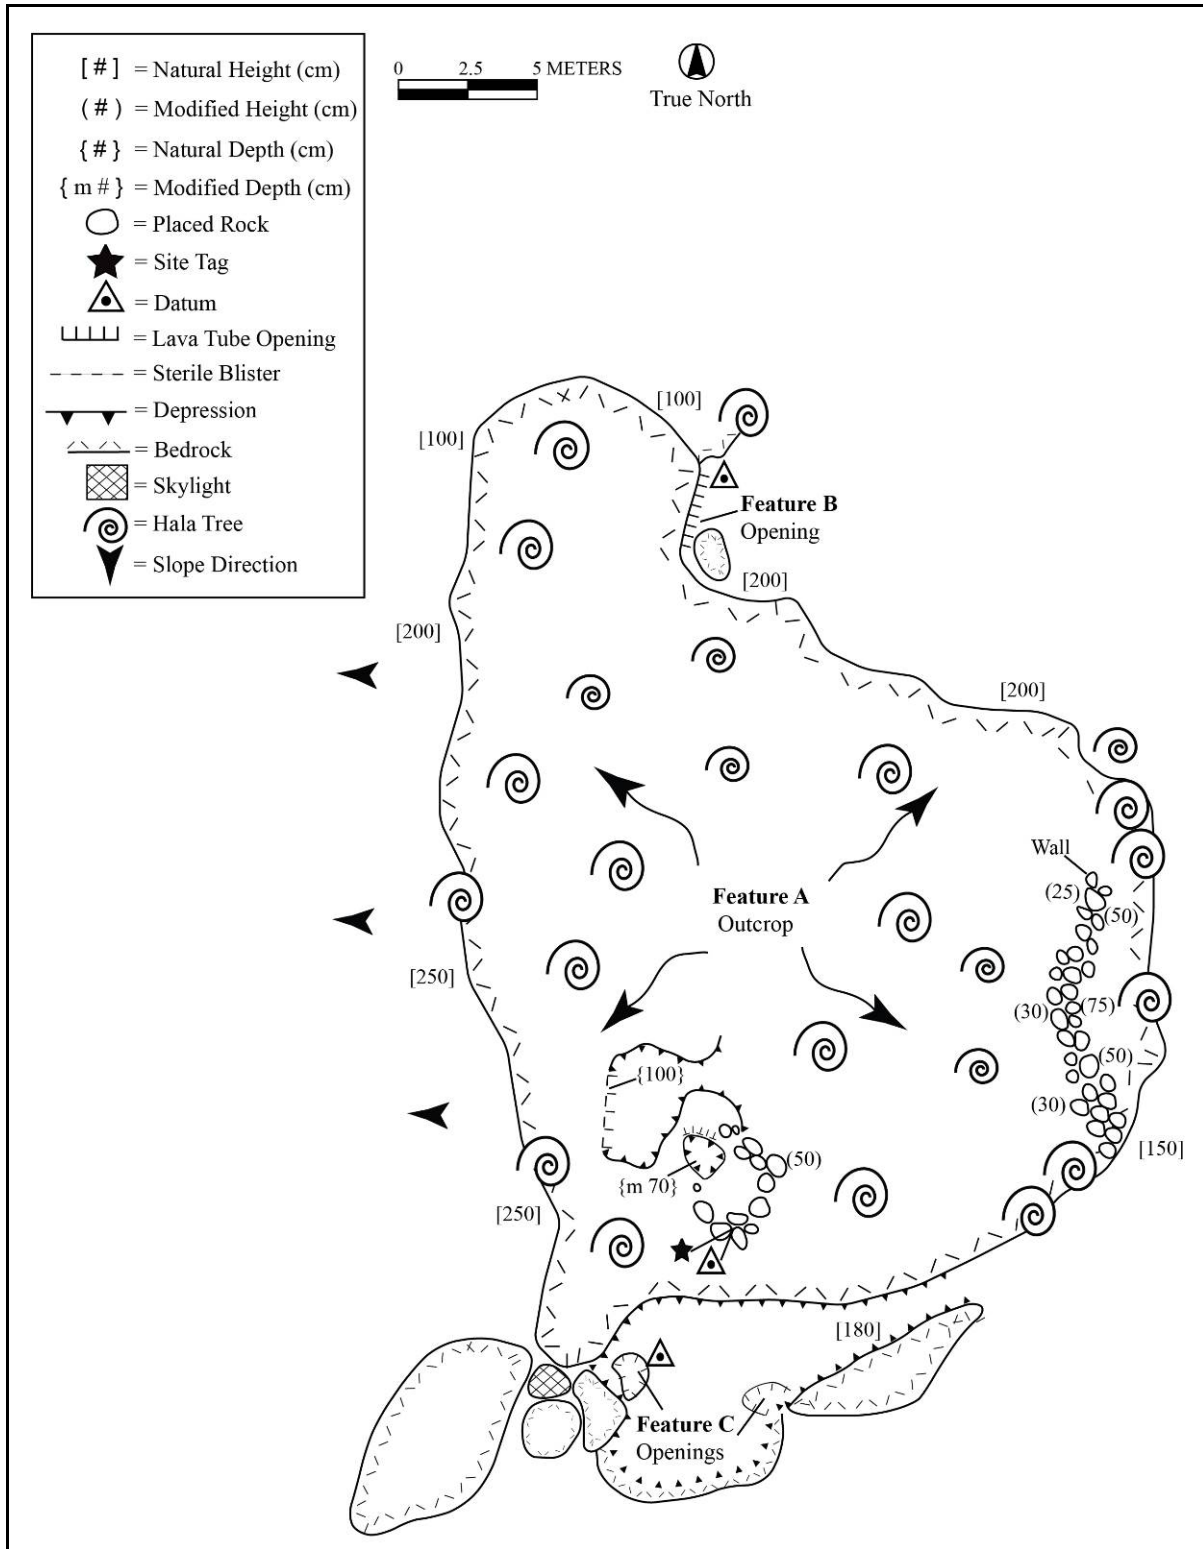 [#] = Natural Height (cm)
(#) = Modified Height (cm)
{#} = Natural Depth (cm)
{m #} = Modified Depth (cm)
= Placed Rock
= Site Tag
= Datum
= Lava Tube Opening
= Sterile Blister
= Depression
= Bedrock
= Skylight
= Hala Tree
= Slope Direction
0 2.5 5 METERS
True North
[100]
[100]
Feature B
Opening
[200]
[200]
[200]
Wall
(25)
(50)
Feature A
Outcrop
[250]
(30)
(75)
(50)
{100}
(30)
[150]
(50)
{m 70}
[250]
[180]
Feature C
Openings